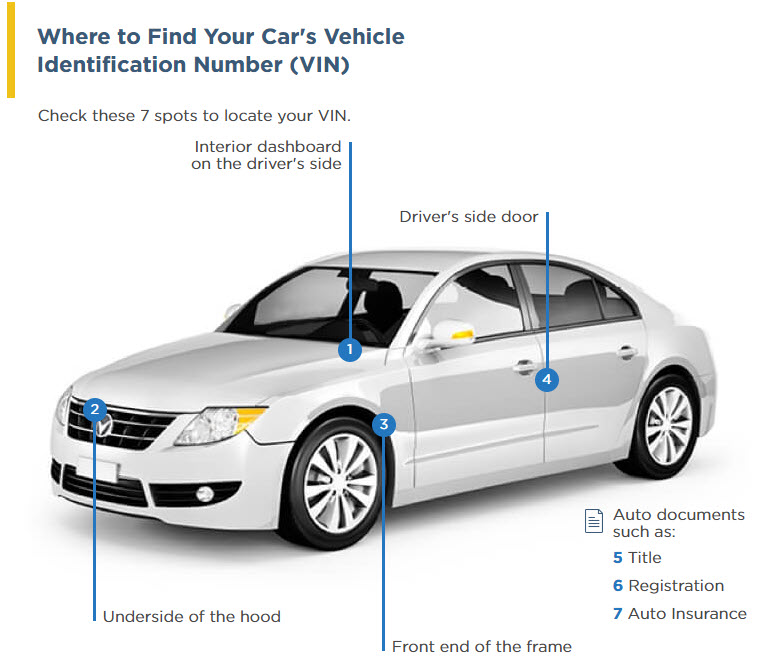 Where to Find Your Car's Vehicle
Identification Number (VIN)
Check these 7 spots to locate your VIN.
Interior dashboard
on the driver's side
Driver's side door
1
2
3
4
Auto documents
such as:
5 Title
6 Registration
7 Auto Insurance
Underside of the hood
Front end of the frame